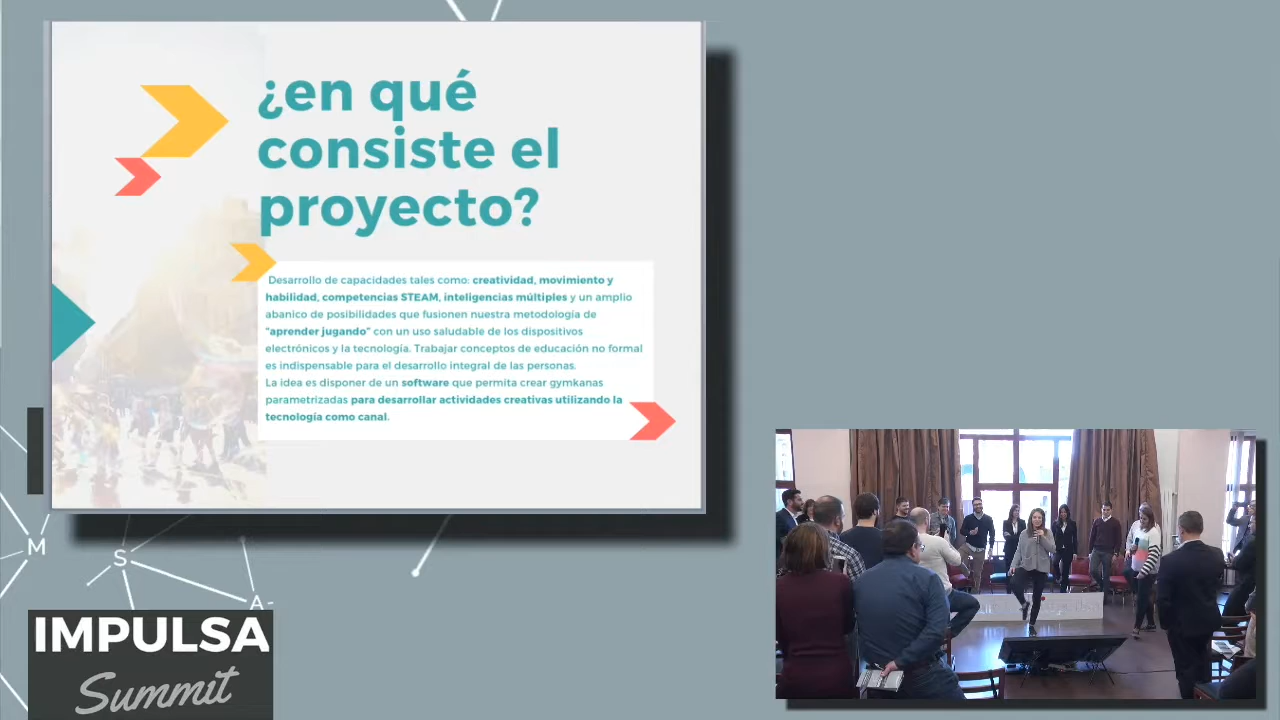 ¿en qué
consiste el
proyecto?
Desarrollo de capacidades tales como: creatividad, movimiento y
habilidad, competencias STEAM, inteligencias múltiples y un amplio
abanico de posibilidades que fusionen nuestra metodología de
"aprender jugando" con un uso saludable de los dispositivos
electrónicos y la tecnología. Trabajar conceptos de educación no formal
es indispensable para el desarrollo integral de las personas.
La idea es disponer de un software que permita crear gymkanas
parametrizadas para desarrollar actividades creativas utilizando la
tecnología como canal.
M
S
A-
IMPULSA
Summit